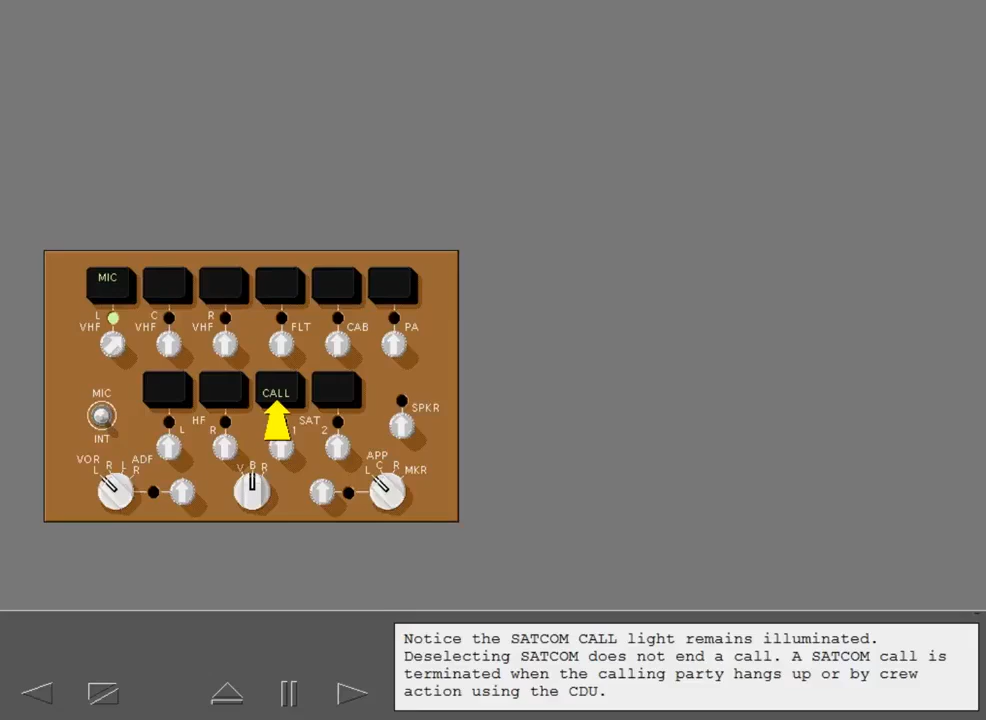 MIC
L VHF C VHF R VHF FLT CAB PA
MIC
INT
CALL
L HF R 1 SAT 2
SPKR
VOR L R ADF L R
V B R
APP L C R MKR
Notice the SATCOM CALL light remains illuminated.
Deselecting SATCOM does not end a call. A SATCOM call is
terminated when the calling party hangs up or by crew
action using the CDU.